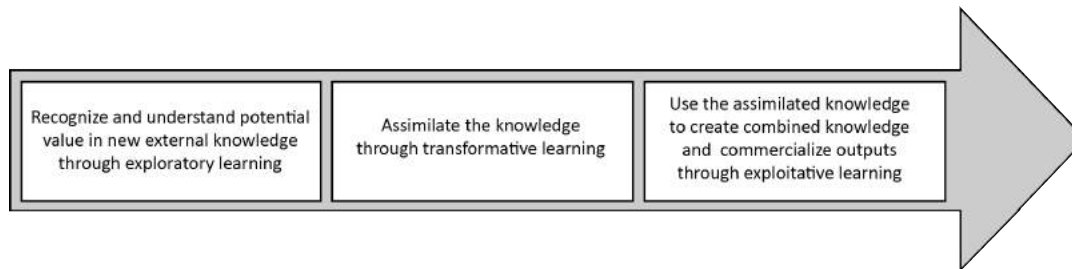 Recognize and understand potential
value in new external knowledge
through exploratory learning
Assimilate the knowledge
through transformative learning
Use the assimilated knowledge
to create combined knowledge
and commercialize outputs
through exploitative learning